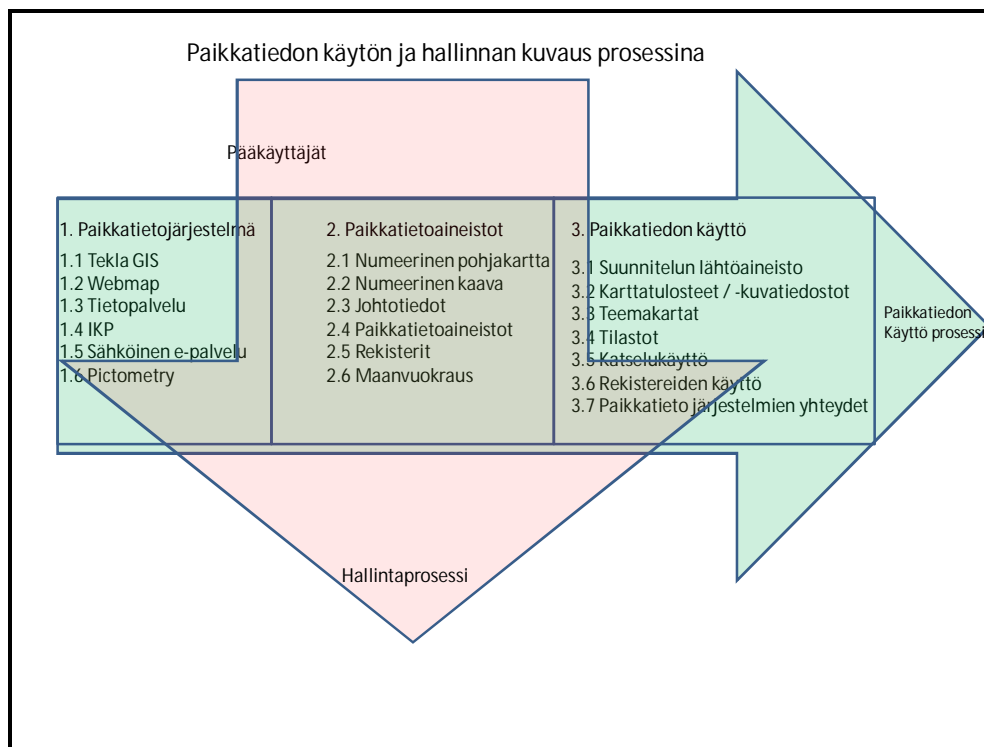 Paikkatiedon käytön ja hallinnan kuvaus prosessina
Pääkäyttäjät
1. Paikkatietojärjestelmä
1.1 Tekla GIS
1.2 Webmap
1.3 Tietopalvelu
1.4 IKP
1.5 Sähköinen e-palvelu
1.6 Pictometry
2. Paikkatietoaineistot
2.1 Numeerinen pohjakartta
2.2 Numeerinen kaava
2.3 Johtotiedot
2.4 Paikkatietoaineistot
2.5 Rekisterit
2.6 Maanvuokraus
3. Paikkatiedon käyttö
3.1 Suunnitelun lähtöaineisto
3.2 Karttatulosteet / -kuvatiedostot
3.3 Teemakartat
3.4 Tilastot
3.5 Katselukäyttö
3.6 Rekistereiden käyttö
3.7 Paikkatieto järjestelmien yhteydet
Paikkatiedon
Käyttö prosessi
Hallintaprosessi